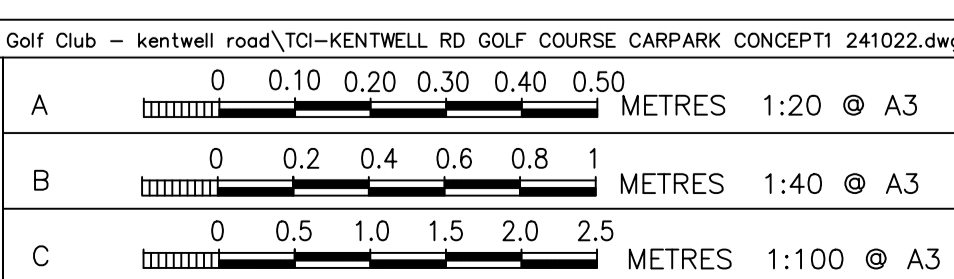 Golf Club – kentwell road\TCI–KENTWELL RD GOLF COURSE CARPARK CONCEPT1 241022.dwg
0 0.10 0.20 0.30 0.40 0.50
A METRES 1:20 @ A3
0 0.2 0.4 0.6 0.8 1
B METRES 1:40 @ A3
0 0.5 1.0 1.5 2.0 2.5
C METRES 1:100 @ A3